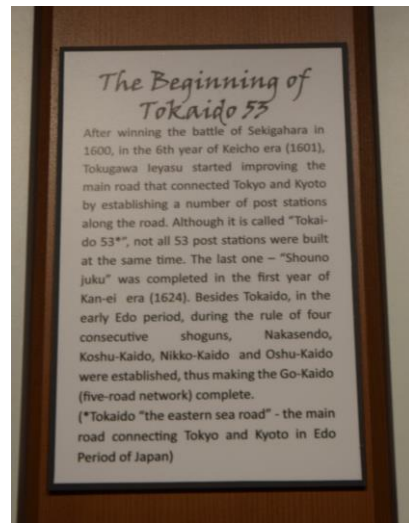 The Beginning of
Tokaido 53
After winning the battle of Sekigahara in
1600, in the 6th year of Keicho era (1601),
Tokugawa Ieyasu started improving the
main road that connected Tokyo and Kyoto
by establishing a number of post stations
along the road. Although it is called “Tokai-
do 53*”, not all 53 post stations were built
at the same time. The last one – “Shouno
juku” was completed in the first year of
Kan-ei era (1624). Besides Tokaido, in the
early Edo period, during the rule of four
consecutive shoguns, Nakasendo,
Koshu-Kaido, Nikko-Kaido and Oshu-Kaido
were established, thus making the Go-Kaido
(five-road network) complete.
(*Tokaido “the eastern sea road” - the main
road connecting Tokyo and Kyoto in Edo
Period of Japan)